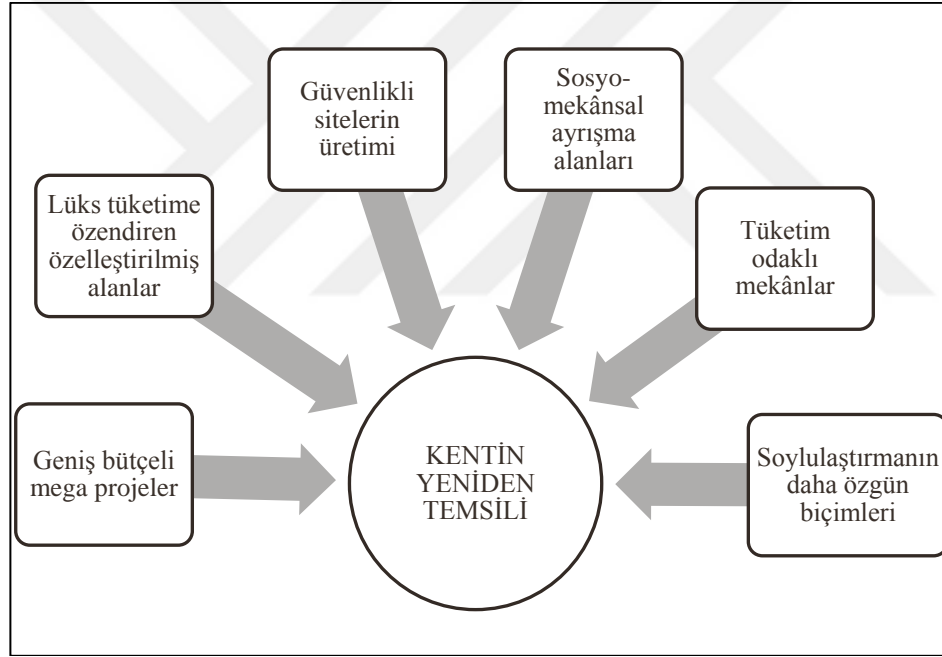 Güvenlikli
sitelerin
üretimi
Sosyo-
mekânsal
ayrışma
alanları
Lüks tüketime
özendiren
özelleştirilmiş
alanlar
Tüketim
odaklı
mekânlar
Geniş bütçeli
mega projeler
KENTİN
YENİDEN
TEMSİLİ
Soylulaştırmanın
daha özgün
biçimleri